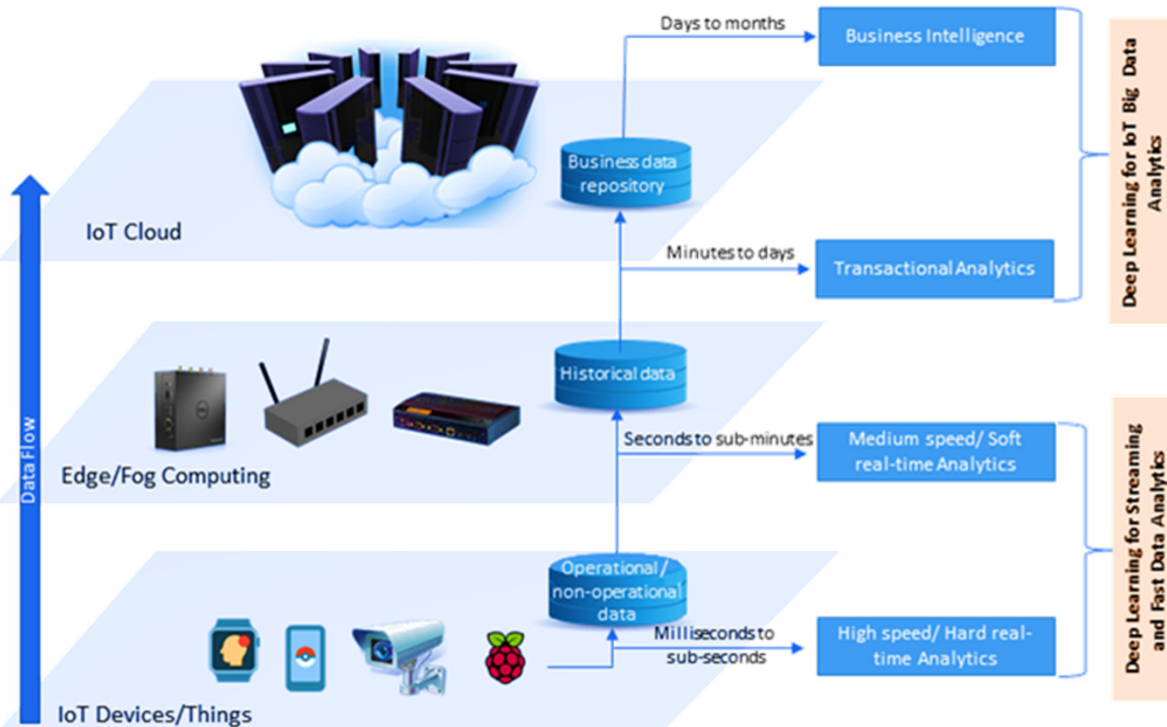 Days to months
Business Intelligence
Business data
repository
IoT Cloud
Minutes to days
Transactional Analytics
Deep Learning for IoT Big Data
Analytics
Data Flow
Historical data
Edge/Fog Computing
Seconds to sub-minutes
Medium speed/ Soft
real-time Analytics
Operational/
non-operational
data
Milliseconds to
sub-seconds
High speed/ Hard real-
time Analytics
Deep Learning for Streaming
and Fast Data Analytics
IoT Devices/Things